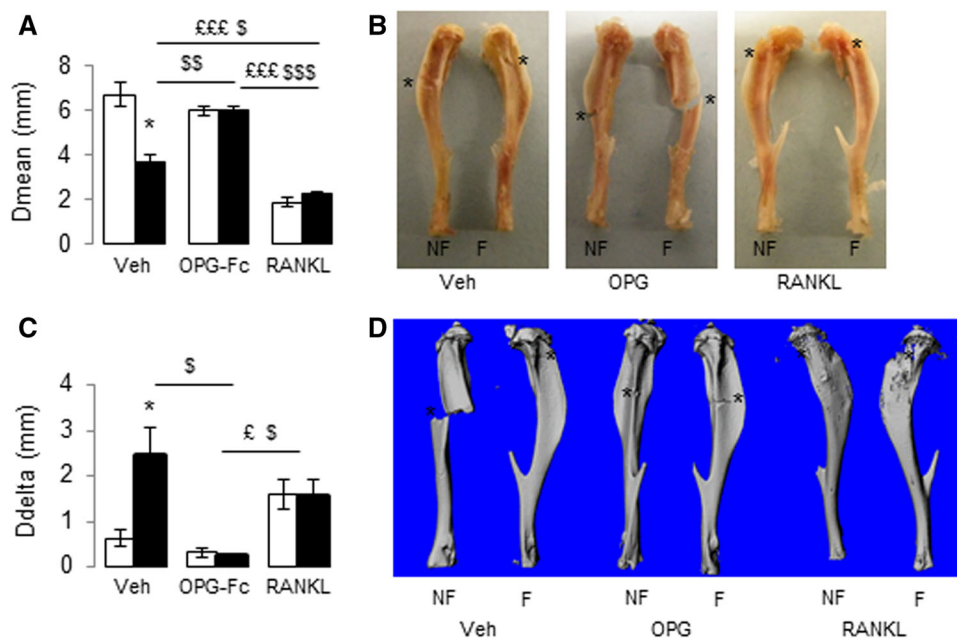 A
£££ $
$$
£££ $$$
Dmean (mm)
8
6
4
2
0
*
Veh
OPG-Fc
RANKL
B
*
*
*
*
*
*
NF
F
NF
F
NF
F
Veh
OPG
RANKL
C
$
£ $
Ddelta (mm)
4
3
2
1
0
*
Veh
OPG-Fc
RANKL
D
*
*
*
*
*
*
NF
F
NF
F
NF
F
Veh
OPG
RANKL